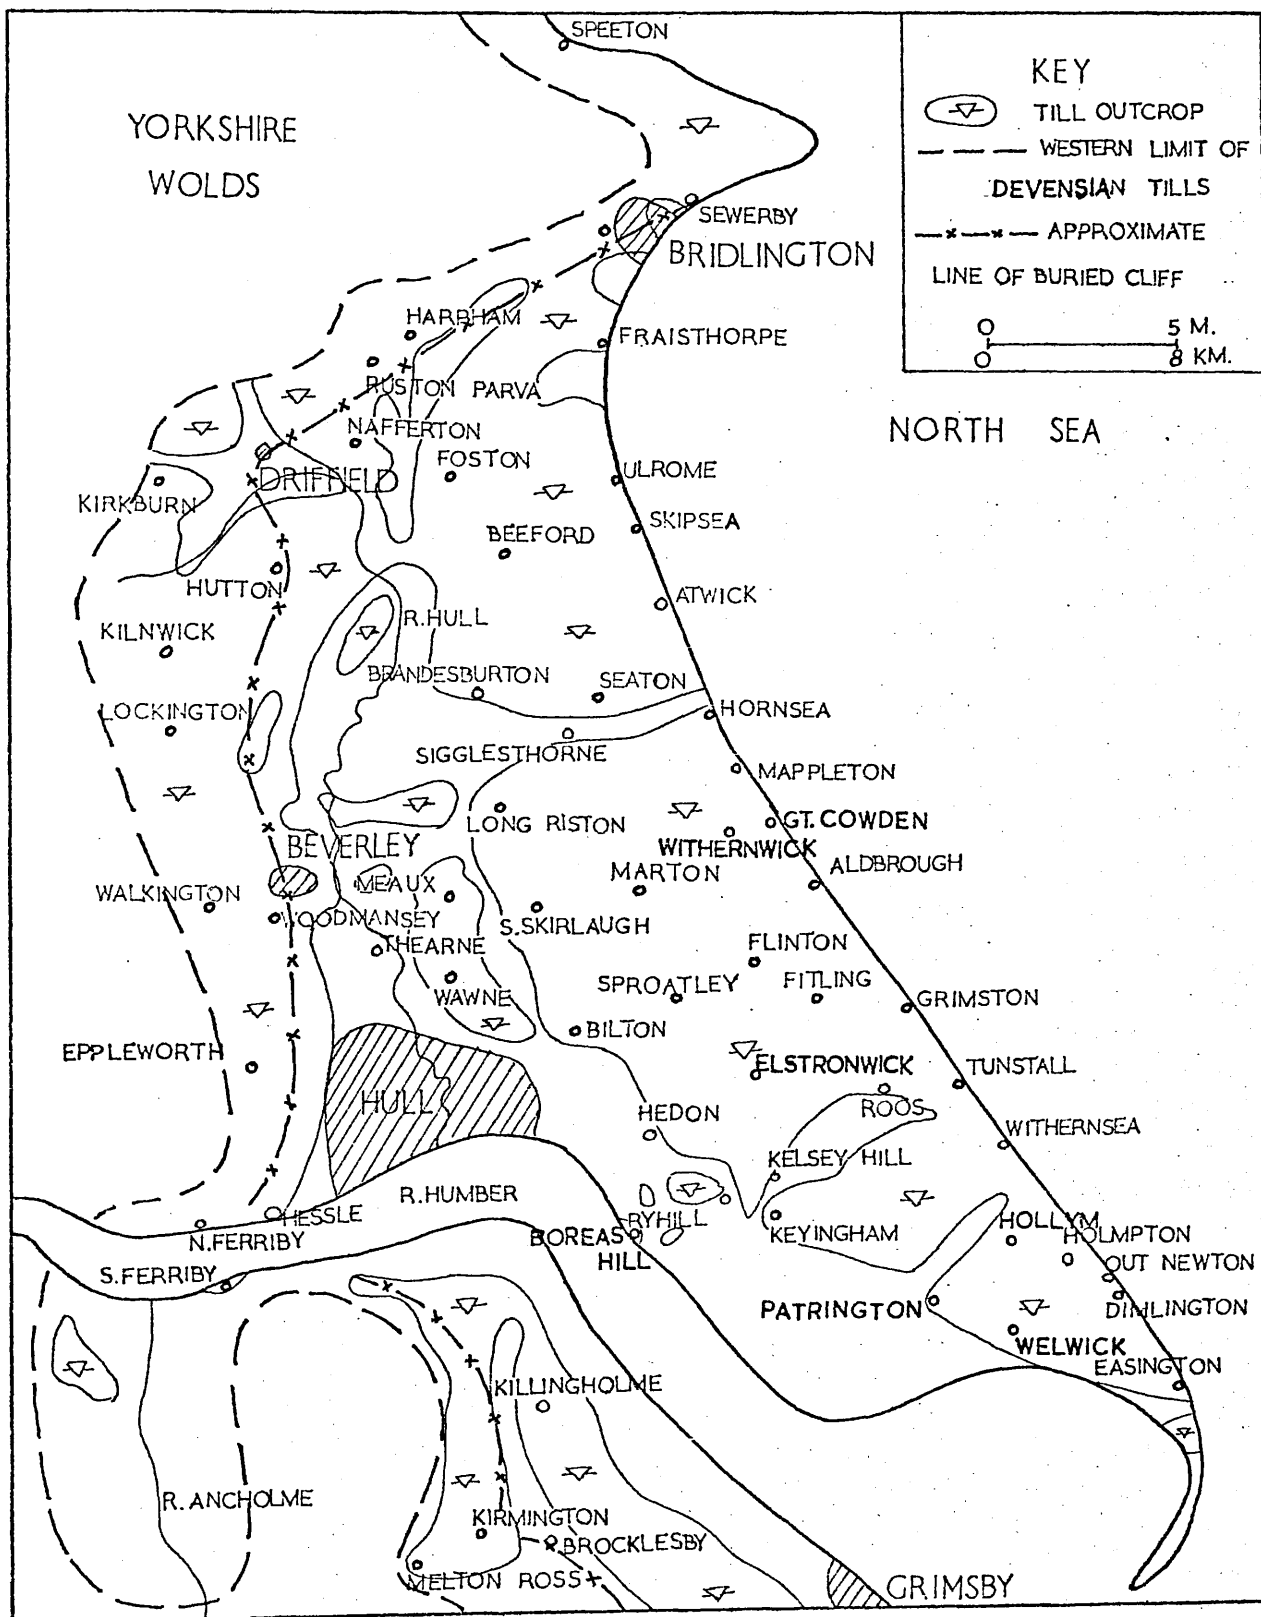 SPEETON
KEY
TILL OUTCROP
WESTERN LIMIT OF
DEVENSIAN TILLS
APPROXIMATE
LINE OF BURIED CLIFF
O 5 M.
O 8 KM.
YORKSHIRE
WOLDS
SEWERBY
BRIDLINGTON
HARPHAM
FRAISTHORPE
RUSTON PARVA
NAFFERTON
NORTH SEA
FOSTON
DRIFFIELD
ULROME
KIRKBURN
SKIPSEA
BEEFORD
HUTTON
ATWICK
R. HULL
KILNWICK
BRANDESBURTON
SEATON
LOCKINGTON
HORNSEA
SIGGLESTHORNE
MAPPLETON
LONG RISTON
GT. COWDEN
WITHERNWICK
BEVERLEY
ALDBROUGH
MARTON
MEAUX
WALKINGTON
WOODMANSEY
S. SKIRLAUGH
THEARNE
FLINTON
WAWNE
SPROATLEY
FITLING
GRIMSTON
BILTON
EPPLEWORTH
ELSTRONWICK
TUNSTALL
HULL
HEDON
ROOS
WITHERNSEA
KELSEY HILL
R. HUMBER
HESSLE
RYHILL
N. FERRIBY
BOREAS
HILL
KEYINGHAM
HOLLYM
HOLMPTON
OUT NEWTON
S. FERRIBY
PATRINGTON
DIMLINGTON
WELWICK
EASINGTON
KILLINGHOLME
R. ANCHOLME
KIRMINGTON
BROCKLESBY
MELTON ROSS
GRIMSBY